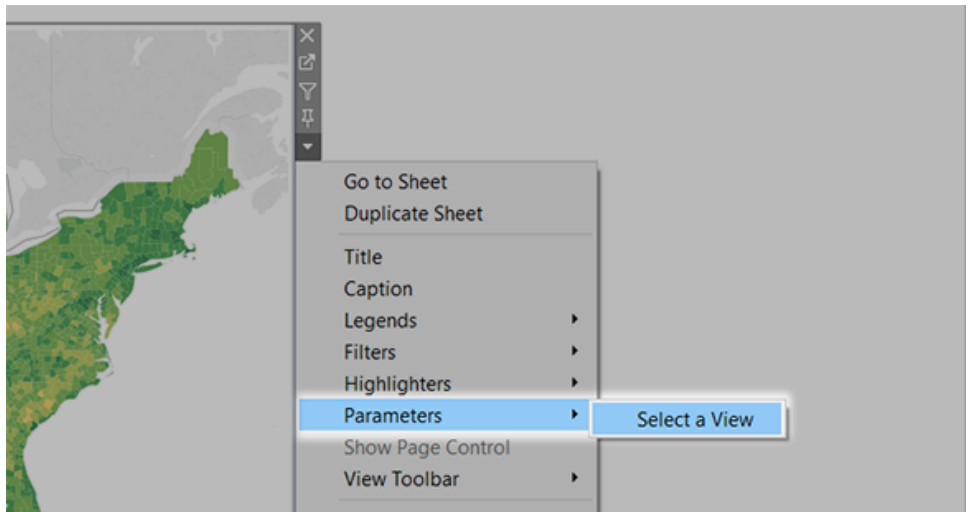 Go to Sheet
Duplicate Sheet
Title
Caption
Legends
Filters
Highlighters
Parameters
Select a View
Show Page Control
View Toolbar